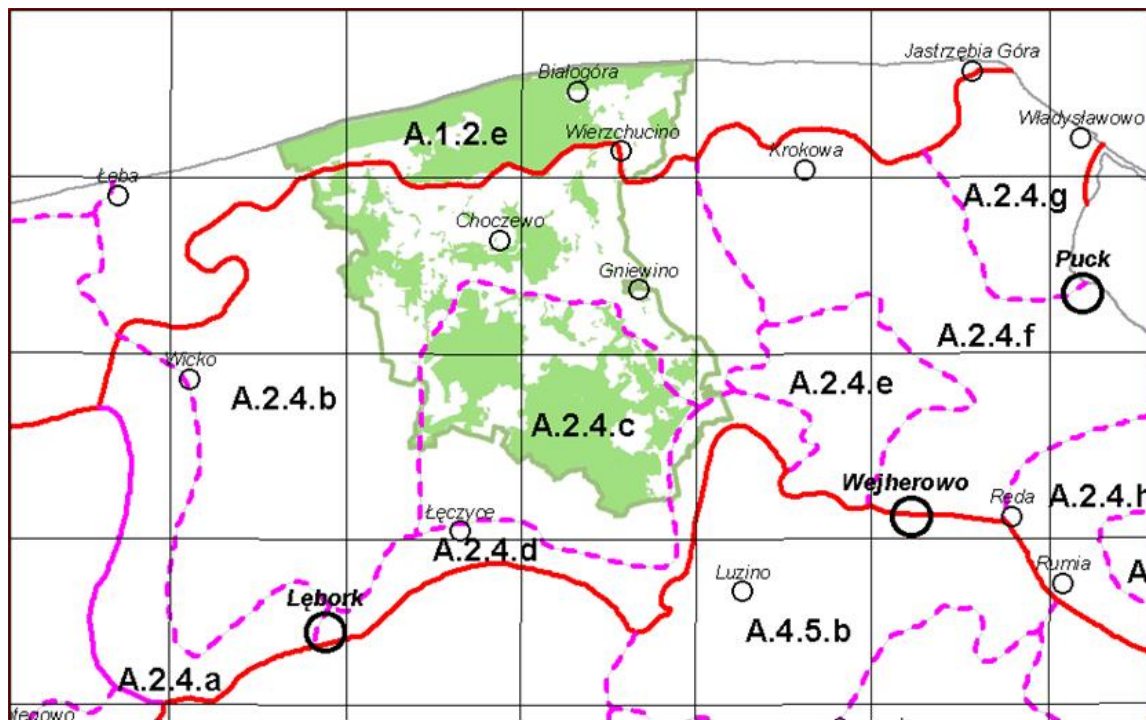 Jastrzębia Góra
Białogóra
Władysławowo
A.1.2.e
Wierzchucino
Krokowa
Łeba
A.2.4.g
Choczewo
Puck
Gniewino
A.2.4.f
Wicko
A.2.4.b
A.2.4.e
A.2.4.c
Wejherowo
Reda
A.2.4.h
Łęczyce
A.2.4.d
Luzino
Rumia
A
Lębork
A.4.5.b
A.2.4.a